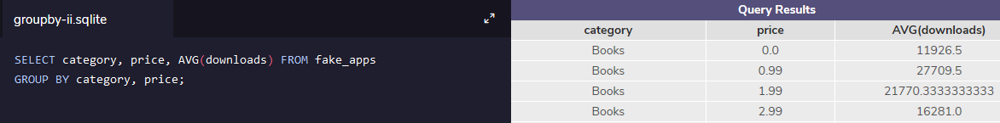 groupby-ii.sqlite
SELECT category, price, AVG(downloads) FROM fake_apps
GROUP BY category, price;
Query Results
category price AVG(downloads)
Books 0.0 11926.5
Books 0.99 27709.5
Books 1.99 21770.3333333333
Books 2.99 16281.0